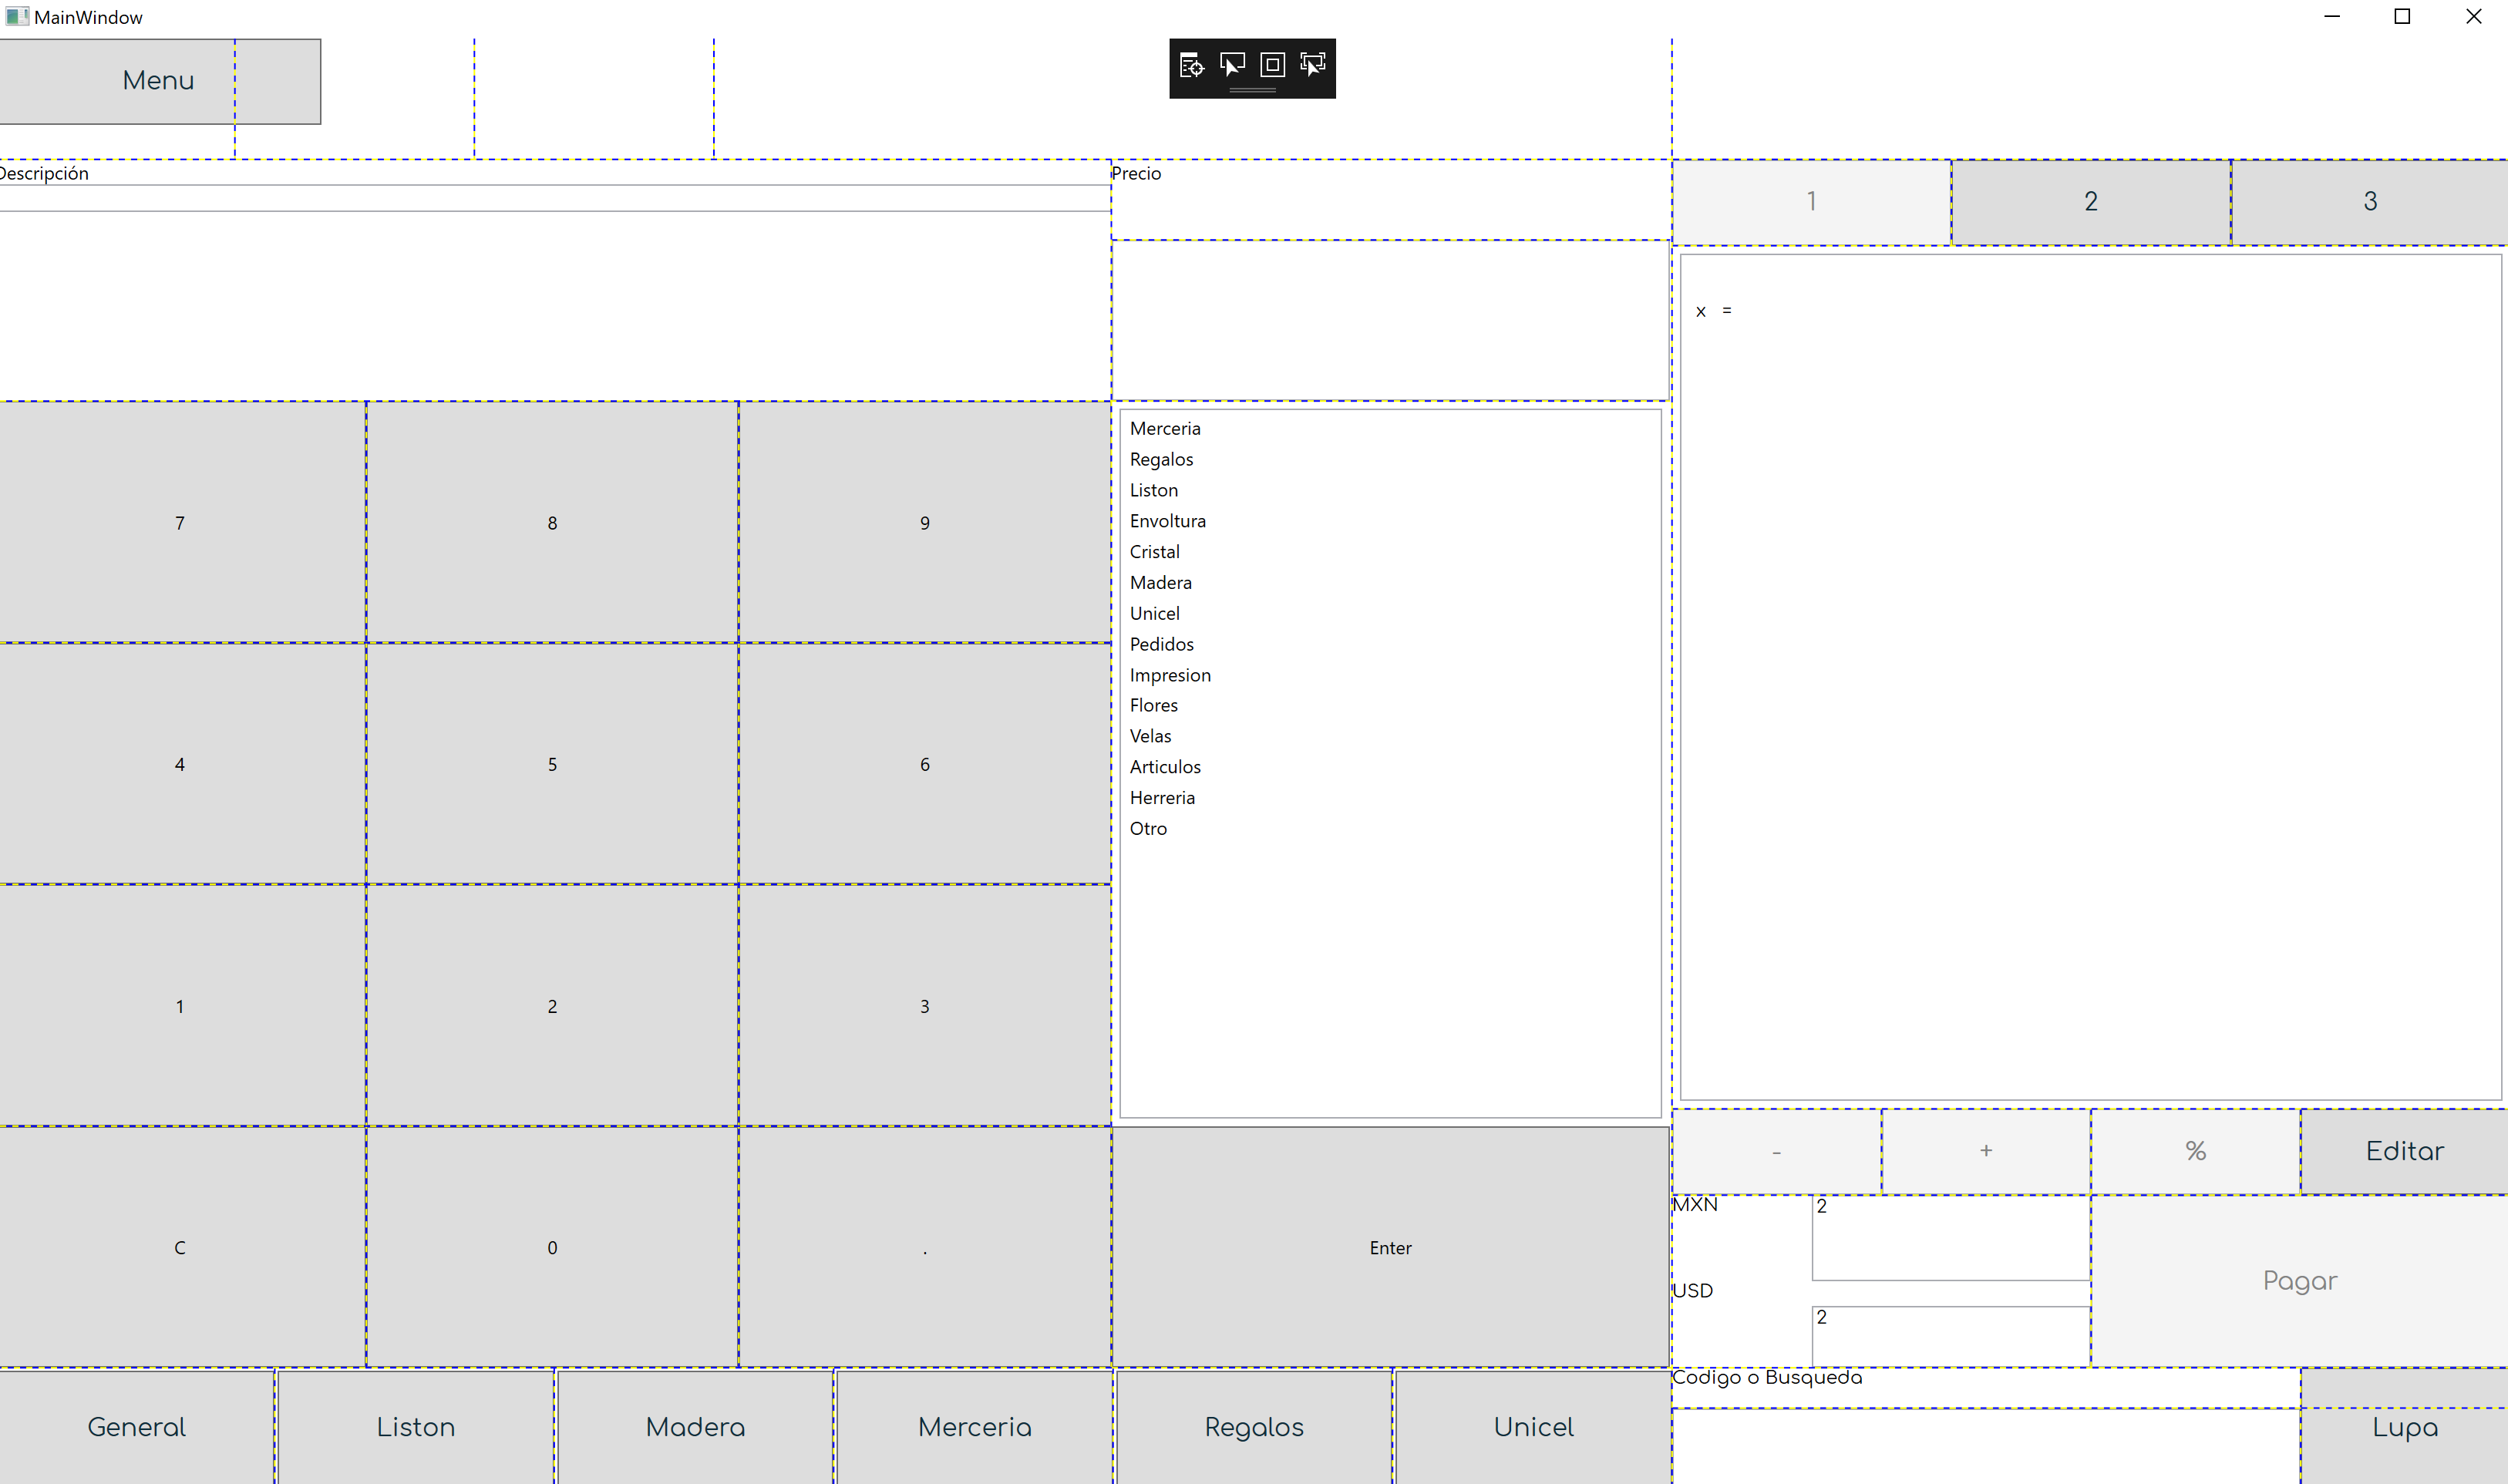 MainWindow
Menu
Descripción
Precio
1 2 3
x =
7 8 9
4 5 6
1 2 3
C 0 .
Merceria
Regalos
Liston
Envoltura
Cristal
Madera
Unicel
Pedidos
Impresion
Flores
Velas
Articulos
Herreria
Otro
Enter
- + % Editar
MXN 2
USD 2
Pagar
Codigo o Busqueda
General Liston Madera Merceria Regalos Unicel
Lupa